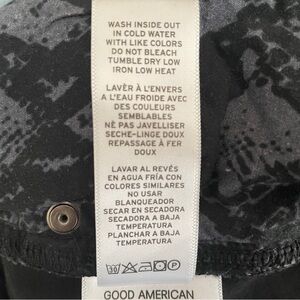 WASH INSIDE OUT
IN COLD WATER
WITH LIKE COLORS
DO NOT BLEACH
TUMBLE DRY LOW
IRON LOW HEAT
LAVÈR À L'ENVERS
A L'EAU FROIDE AVEC
DES COULEURS
SEMBLABLES
NÈ PAS JAVELLISER
SECHE-LINGE DOUX
REPASSAGE À FER
DOUX
LAVAR AL REVÉS
EN AGUA FRÍA CON
COLORES SIMILARES
NO USAR
BLANQUEADOR
SECAR EN SECADORA
SECADORA A BAJA
TEMPERATURA
PLANCHAR A BAJA
TEMPERATURA
GOOD AMERICAN